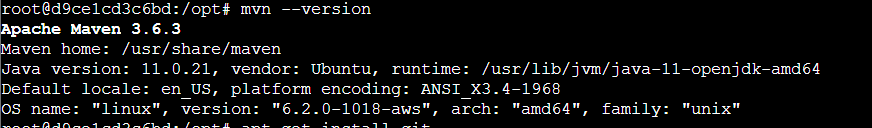 root@d9ce1cd3c6bd:/opt# mvn --version
Apache Maven 3.6.3
Maven home: /usr/share/maven
Java version: 11.0.21, vendor: Ubuntu, runtime: /usr/lib/jvm/java-11-openjdk-amd64
Default locale: en_US, platform encoding: ANSI_X3.4-1968
OS name: "linux", version: "6.2.0-1018-aws", arch: "amd64", family: "unix"
root@d9ce1cd3c6bd:/opt# apt-get install git